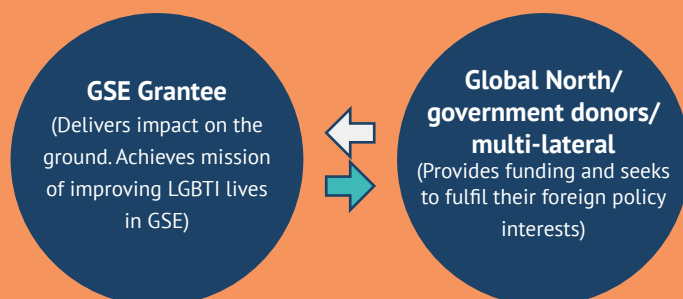 GSE Grantee
(Delivers impact on the
ground. Achieves mission
of improving LGBTI lives
in GSE)
Global North/
government donors/
multi-lateral
(Provides funding and seeks
to fulfil their foreign policy
interests)